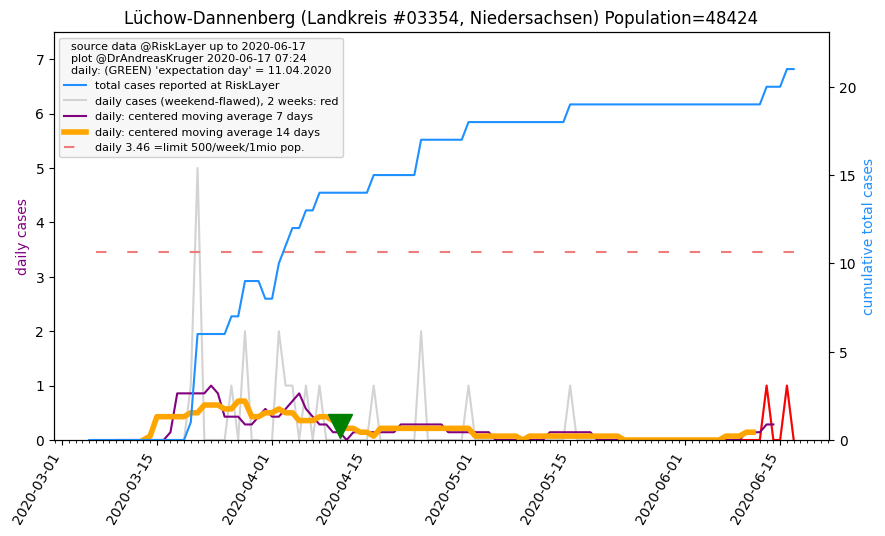 Lüchow-Dannenberg (Landkreis #03354, Niedersachsen) Population=48424
source data @RiskLayer up to 2020-06-17
plot @DrAndreasKruger 2020-06-17 07:24
daily: (GREEN) 'expectation day' = 11.04.2020
total cases reported at RiskLayer
daily cases (weekend-flawed), 2 weeks: red
daily: centered moving average 7 days
daily: centered moving average 14 days
daily 3.46 =limit 500/week/1mio pop.
daily cases
7
6
5
4
3
2
1
0
cumulative total cases
20
15
10
5
0
2020-03-01
2020-03-15
2020-04-01
2020-04-15
2020-05-01
2020-05-15
2020-06-01
2020-06-15